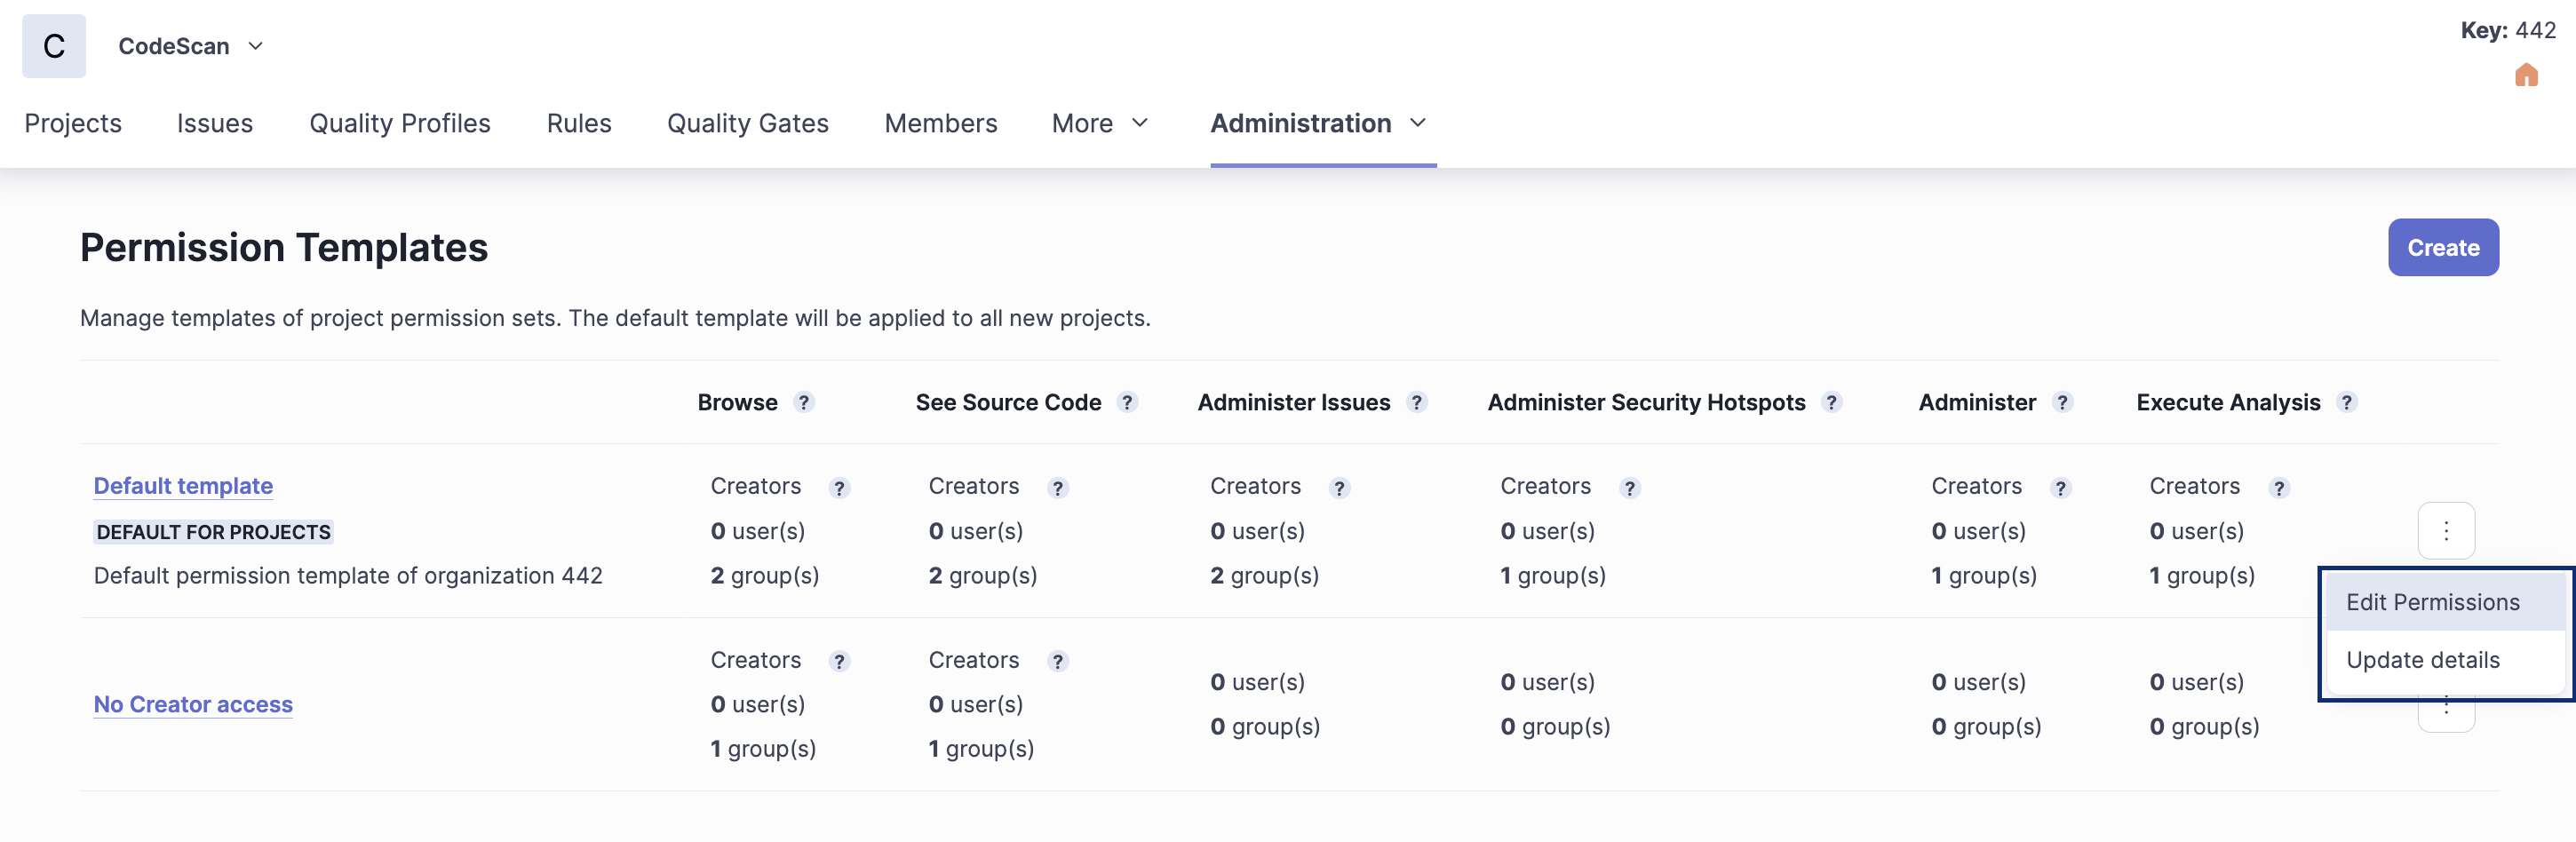 C
CodeScan
Key: 442
Projects Issues Quality Profiles Rules Quality Gates Members More Administration
Permission Templates
Create
Manage templates of project permission sets. The default template will be applied to all new projects.
Browse ? See Source Code ? Administer Issues ? Administer Security Hotspots ? Administer ? Execute Analysis ?
Default template
DEFAULT FOR PROJECTS
Default permission template of organization 442
Creators ? Creators ? Creators ? Creators ? Creators ? Creators ?
0 user(s) 0 user(s) 0 user(s) 0 user(s) 0 user(s) 0 user(s)
2 group(s) 2 group(s) 2 group(s) 1 group(s) 1 group(s) 1 group(s)
Edit Permissions
Update details
No Creator access
Creators ? Creators ?
0 user(s) 0 user(s) 0 user(s) 0 user(s) 0 user(s) 0 user(s)
1 group(s) 1 group(s) 0 group(s) 0 group(s) 0 group(s) 0 group(s)